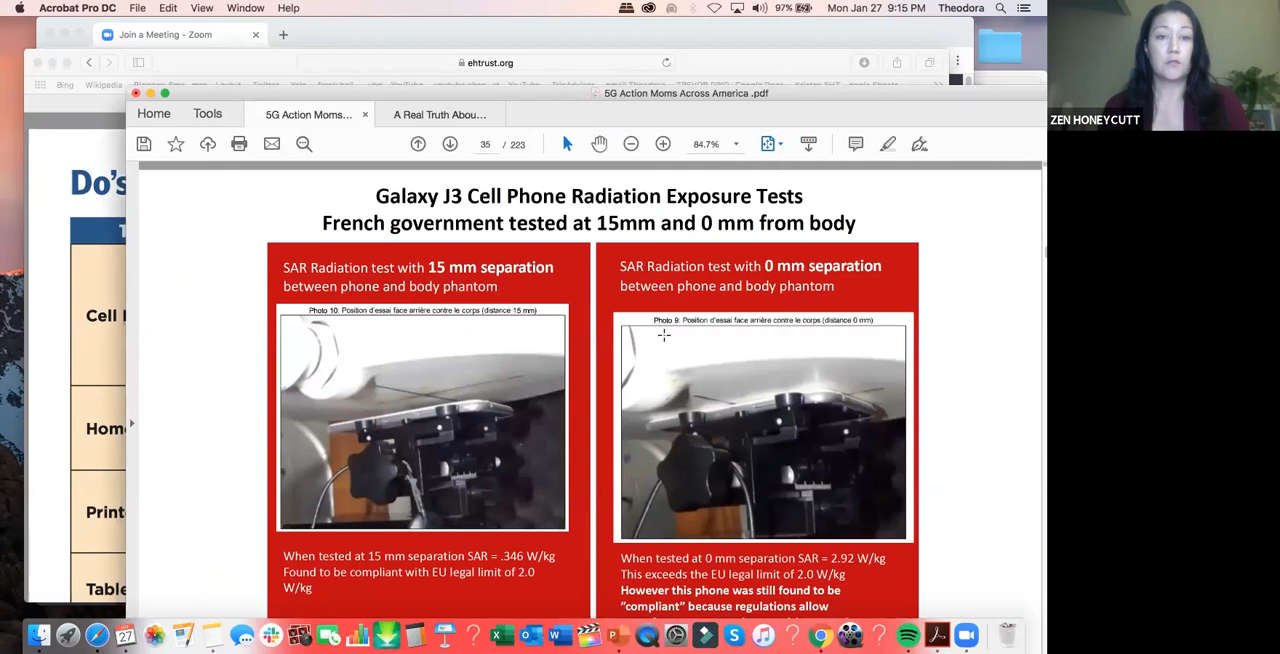 Acrobat Pro DC File Edit View Window Help 97% Mon Jan 27 9:15 PM Theodora
Join a Meeting - Zoom
ehtrust.org
Bing Wikipedia
5G Action Moms Across America .pdf
Home Tools 5G Action Moms... × A Real Truth Abou...
35 / 223 84.7%
ZEN HONEYCUTT
Do's
T
Cell
Home
Print
Table
Galaxy J3 Cell Phone Radiation Exposure Tests
French government tested at 15mm and 0 mm from body
SAR Radiation test with 15 mm separation
between phone and body phantom
Photo 10: Position d'essai face arrière contre le corps (distance 15 mm)
When tested at 15 mm separation SAR = .346 W/kg
Found to be compliant with EU legal limit of 2.0
W/kg
SAR Radiation test with 0 mm separation
between phone and body phantom
Photo 9: Position d'essai face arrière contre le corps (distance 0 mm)
When tested at 0 mm separation SAR = 2.92 W/kg
This exceeds the EU legal limit of 2.0 W/kg
However this phone was still found to be
"compliant" because regulations allow
27